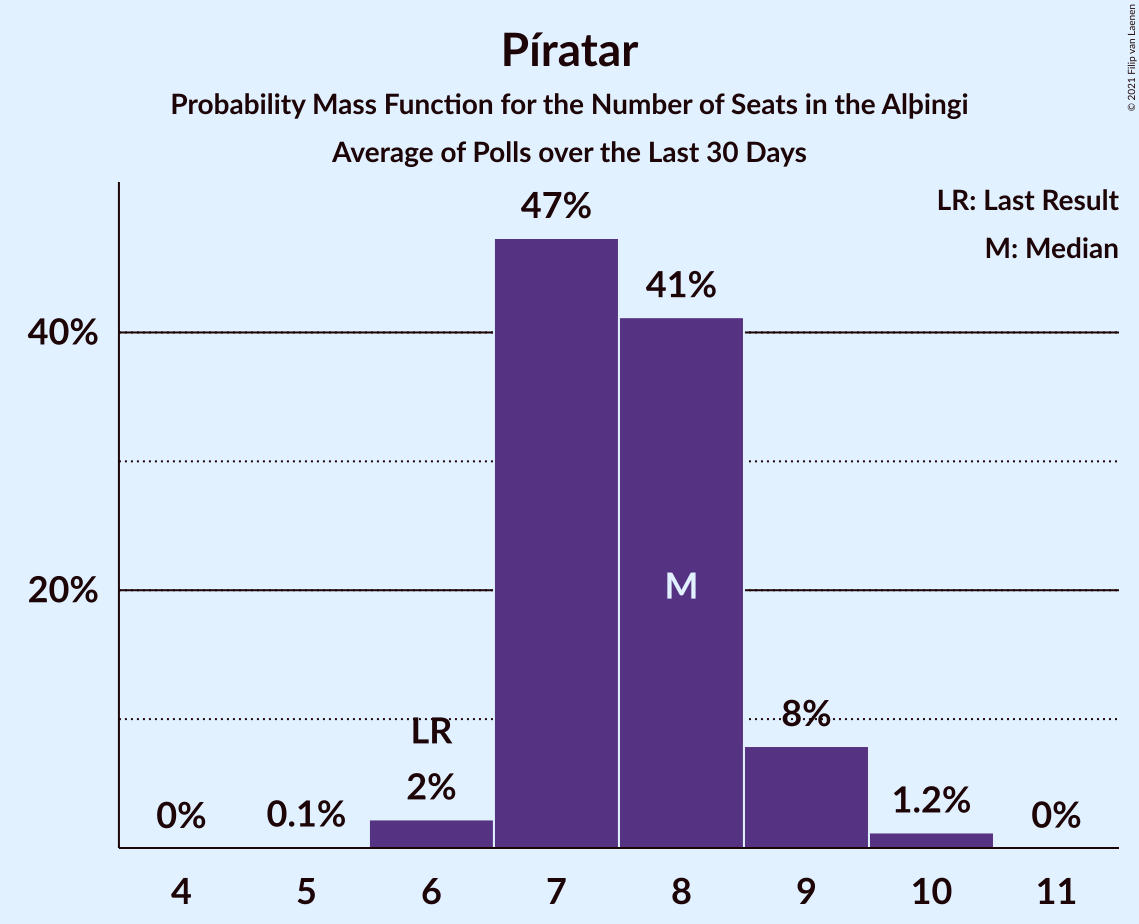 Píratar
Probability Mass Function for the Number of Seats in the Alþingi
Average of Polls over the Last 30 Days
© 2021 Filip van Laenen
LR: Last Result
M: Median
47%
41%
40%
20%
M
LR
8%
2%
1.2%
0%
0.1%
0%
4 5 6 7 8 9 10 11